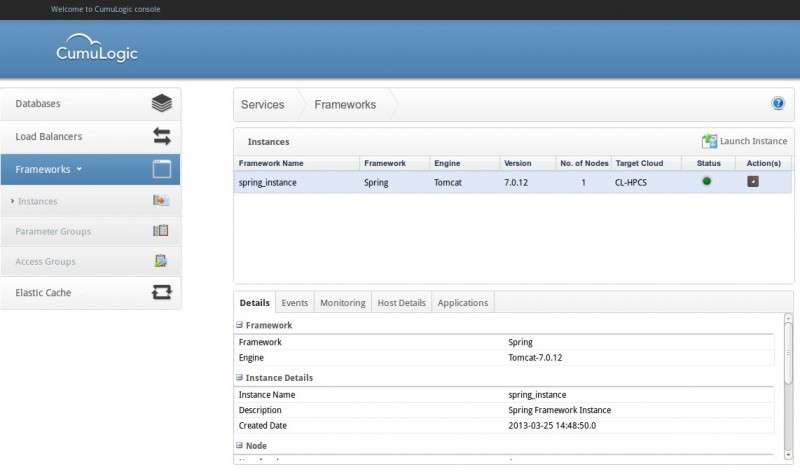 Welcome to CumuLogic console
CumuLogic
Databases
Load Balancers
Frameworks
Instances
Parameter Groups
Access Groups
Elastic Cache
Services Frameworks
Instances Launch Instance
Framework Name Framework Engine Version No. of Nodes Target Cloud Status Action(s)
spring_instance Spring Tomcat 7.0.12 1 CL-HPCS
Details Events Monitoring Host Details Applications
Framework
Framework Spring
Engine Tomcat-7.0.12
Instance Details
Instance Name spring_instance
Description Spring Framework Instance
Created Date 2013-03-25 14:48:50.0
Node